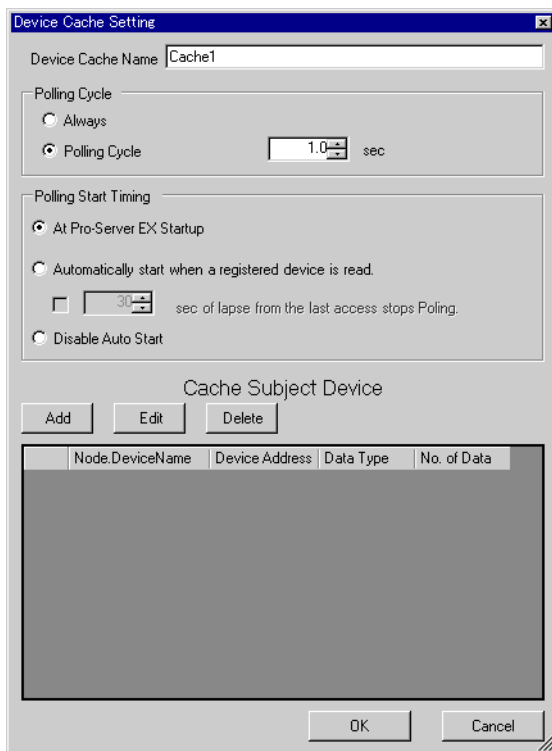 Device Cache Setting
Device Cache Name Cache1
Polling Cycle
Always
Polling Cycle 1.0 sec
Polling Start Timing
At Pro-Server EX Startup
Automatically start when a registered device is read.
30 sec of lapse from the last access stops Poling.
Disable Auto Start
Cache Subject Device
Add Edit Delete
Node.DeviceName Device Address Data Type No. of Data
OK Cancel